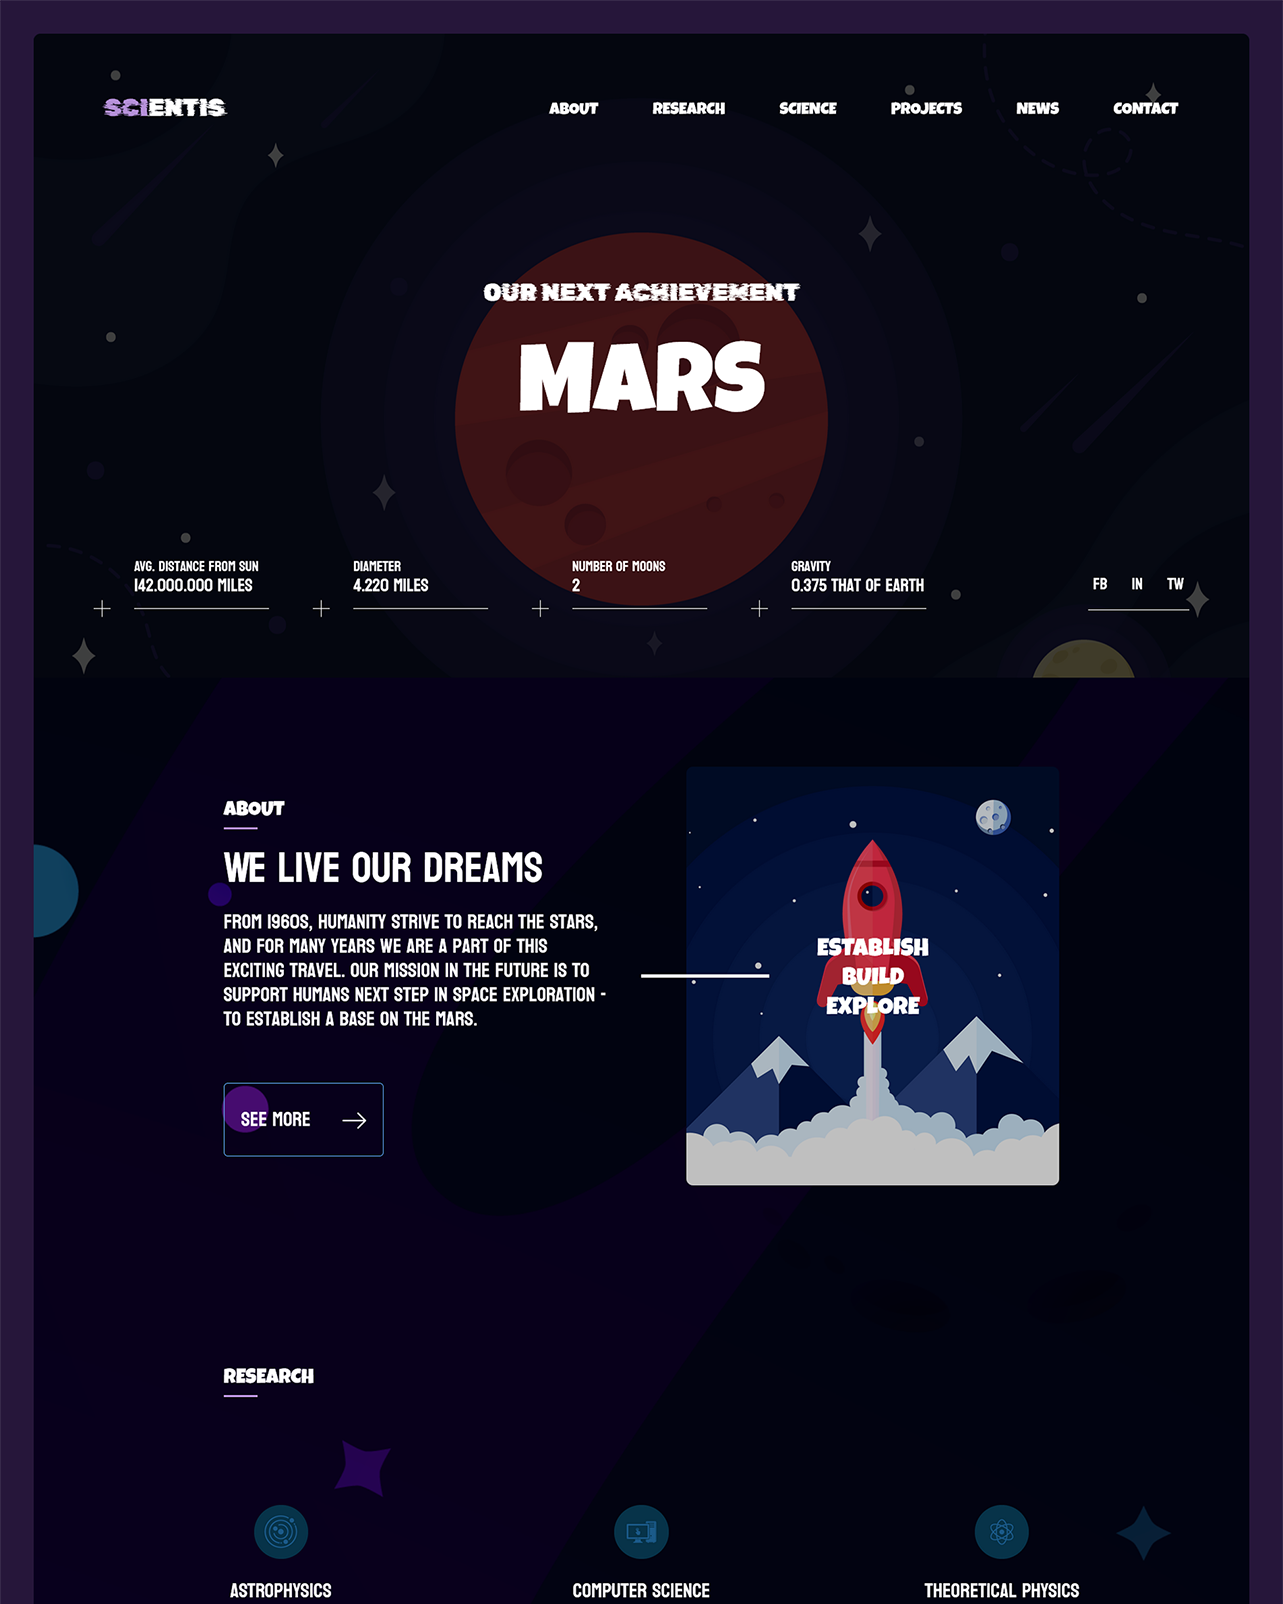 SCIENTIS
ABOUT RESEARCH SCIENCE PROJECTS NEWS CONTACT
OUR NEXT ACHIEVEMENT
MARS
AVG. DISTANCE FROM SUN
142.000.000 MILES
DIAMETER
4.220 MILES
NUMBER OF MOONS
2
GRAVITY
0.375 THAT OF EARTH
FB IN TW
ABOUT
WE LIVE OUR DREAMS
FROM 1960S, HUMANITY STRIVE TO REACH THE STARS,
AND FOR MANY YEARS WE ARE A PART OF THIS
EXCITING TRAVEL. OUR MISSION IN THE FUTURE IS TO
SUPPORT HUMANS NEXT STEP IN SPACE EXPLORATION -
TO ESTABLISH A BASE ON THE MARS.
SEE MORE
ESTABLISH
BUILD
EXPLORE
RESEARCH
ASTROPHYSICS
COMPUTER SCIENCE
THEORETICAL PHYSICS